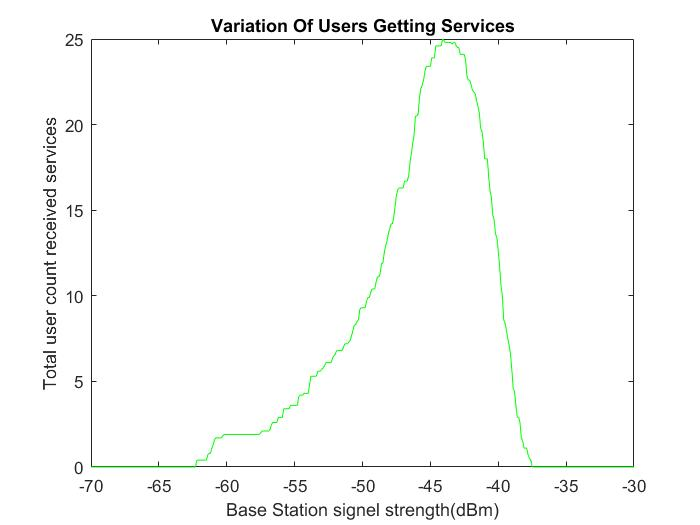 Variation Of Users Getting Services
25
20
15
10
5
0
Total user count received services
-70 -65 -60 -55 -50 -45 -40 -35 -30
Base Station signel strength(dBm)